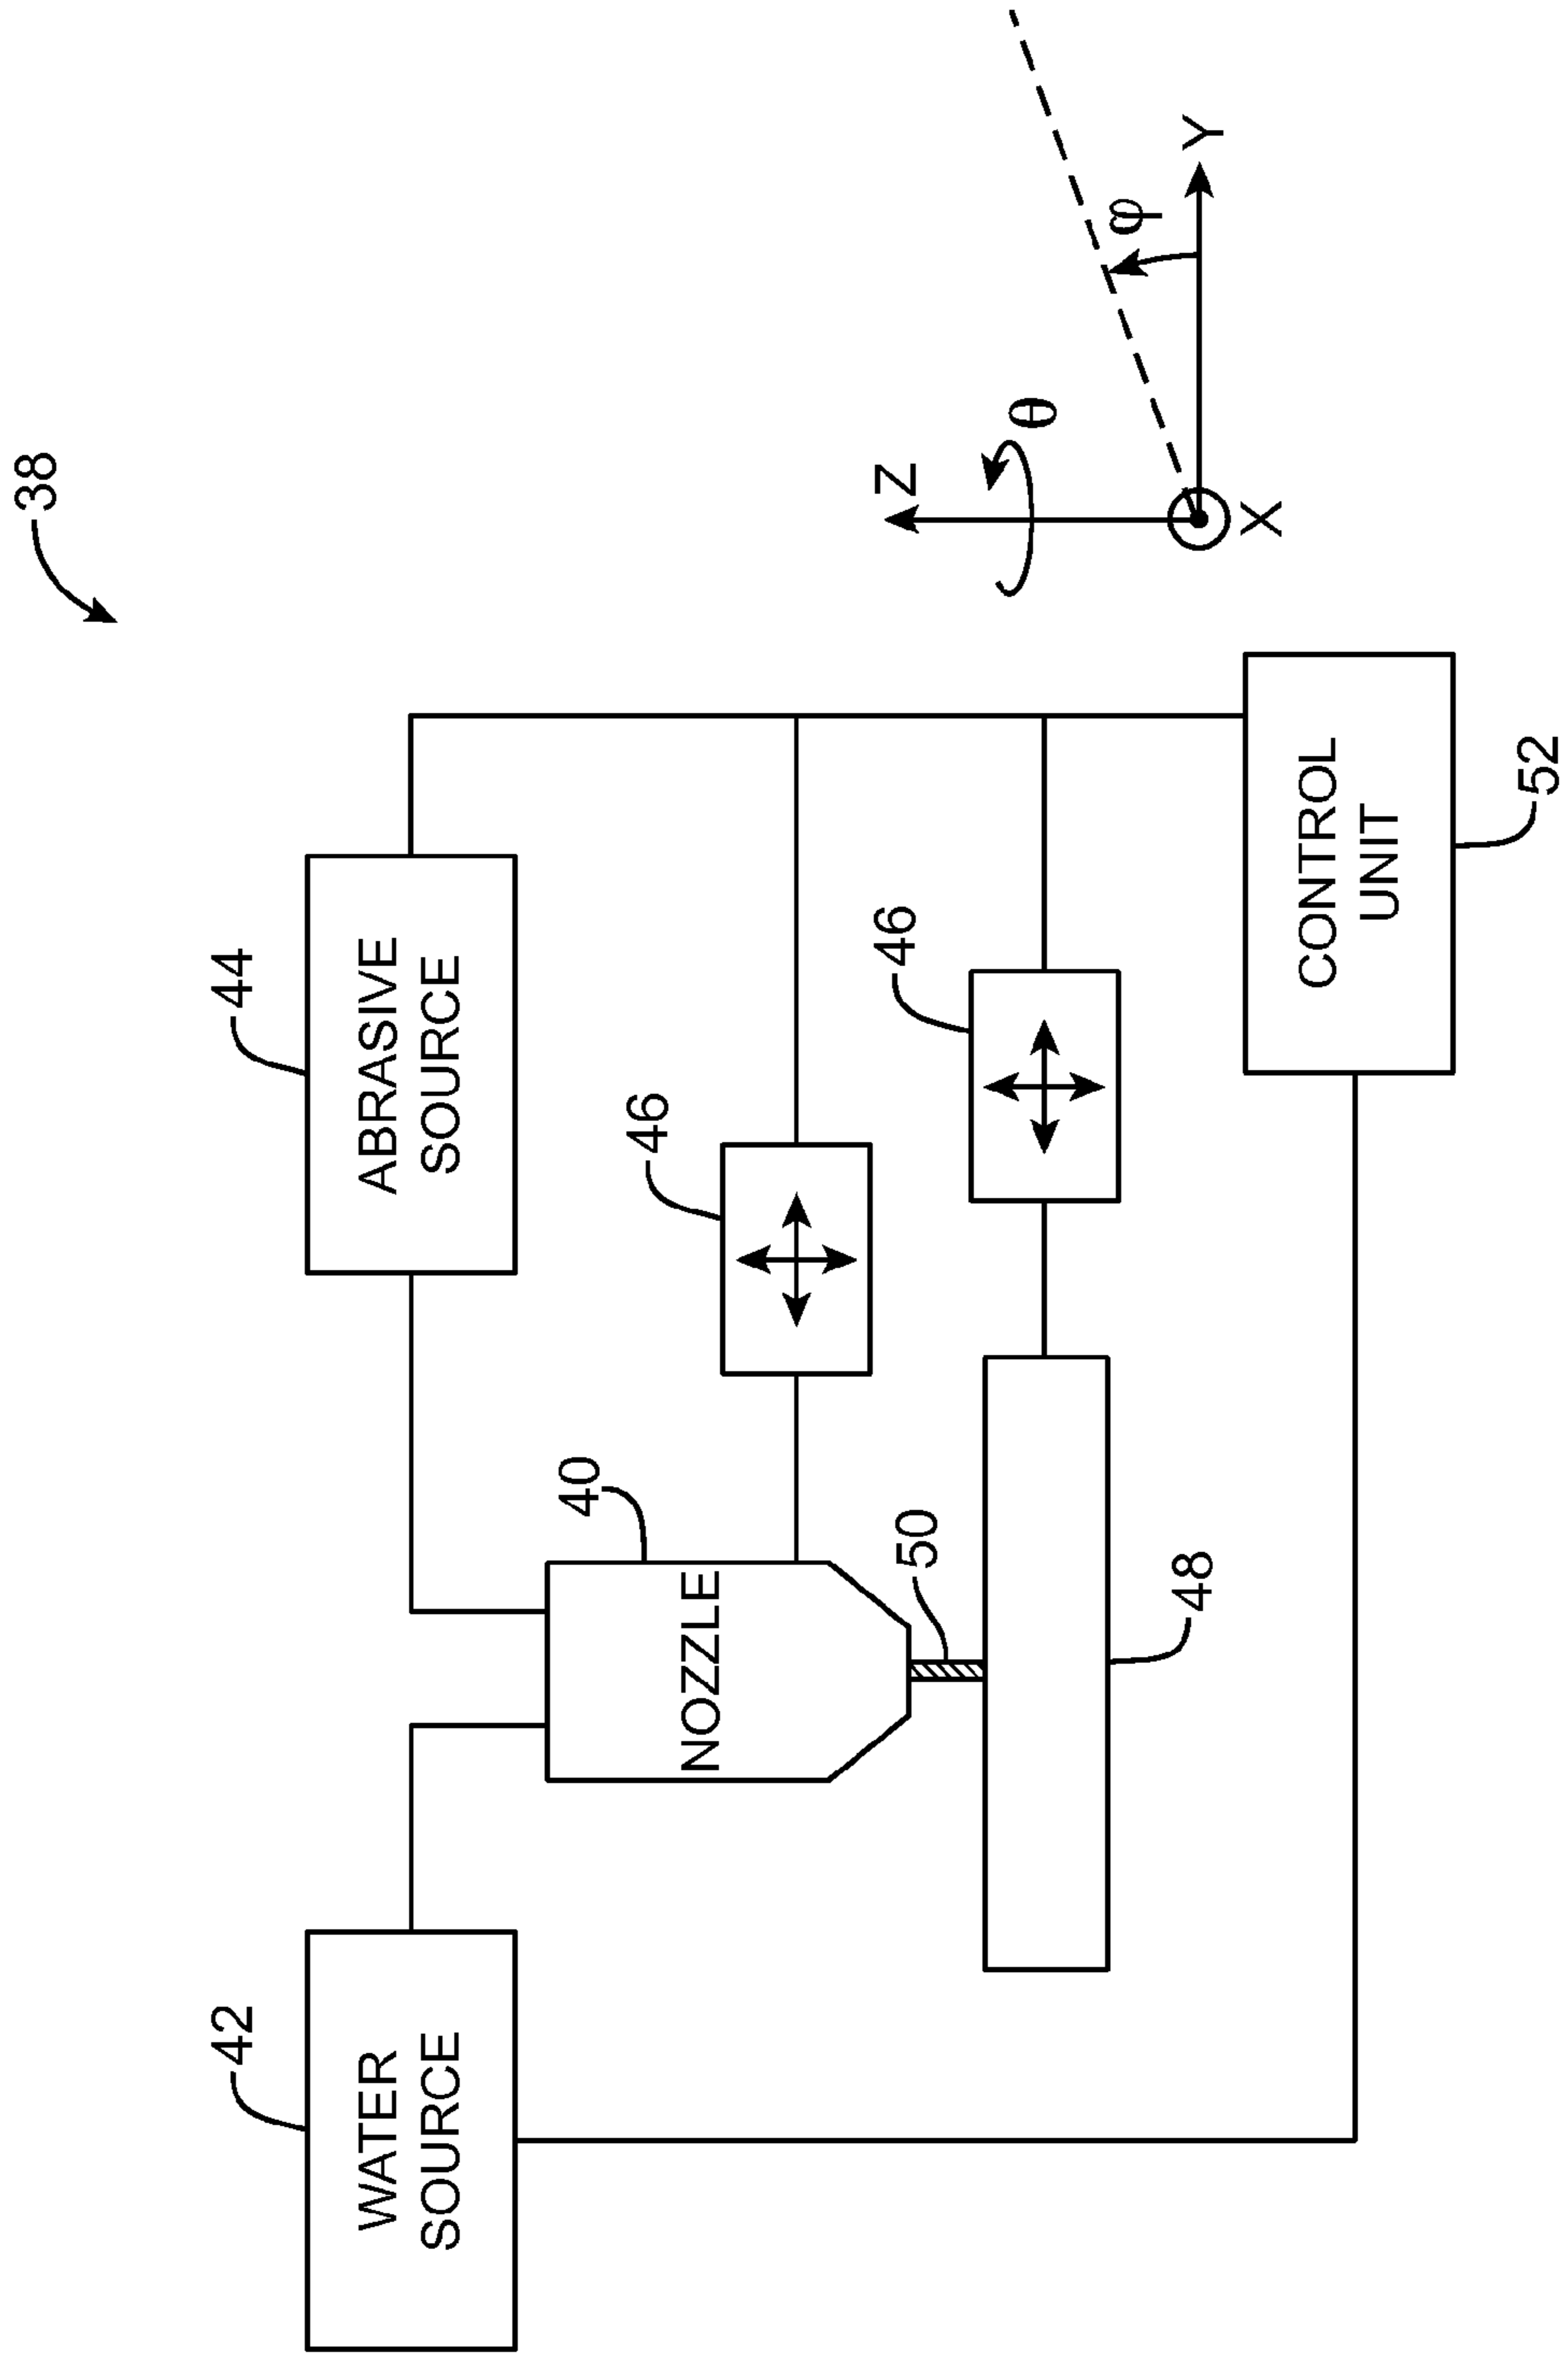 38
42
WATER
SOURCE
44
ABRASIVE
SOURCE
40
NOZZLE
46
50
46
48
CONTROL
UNIT
52
Z
θ
φ
Y
X